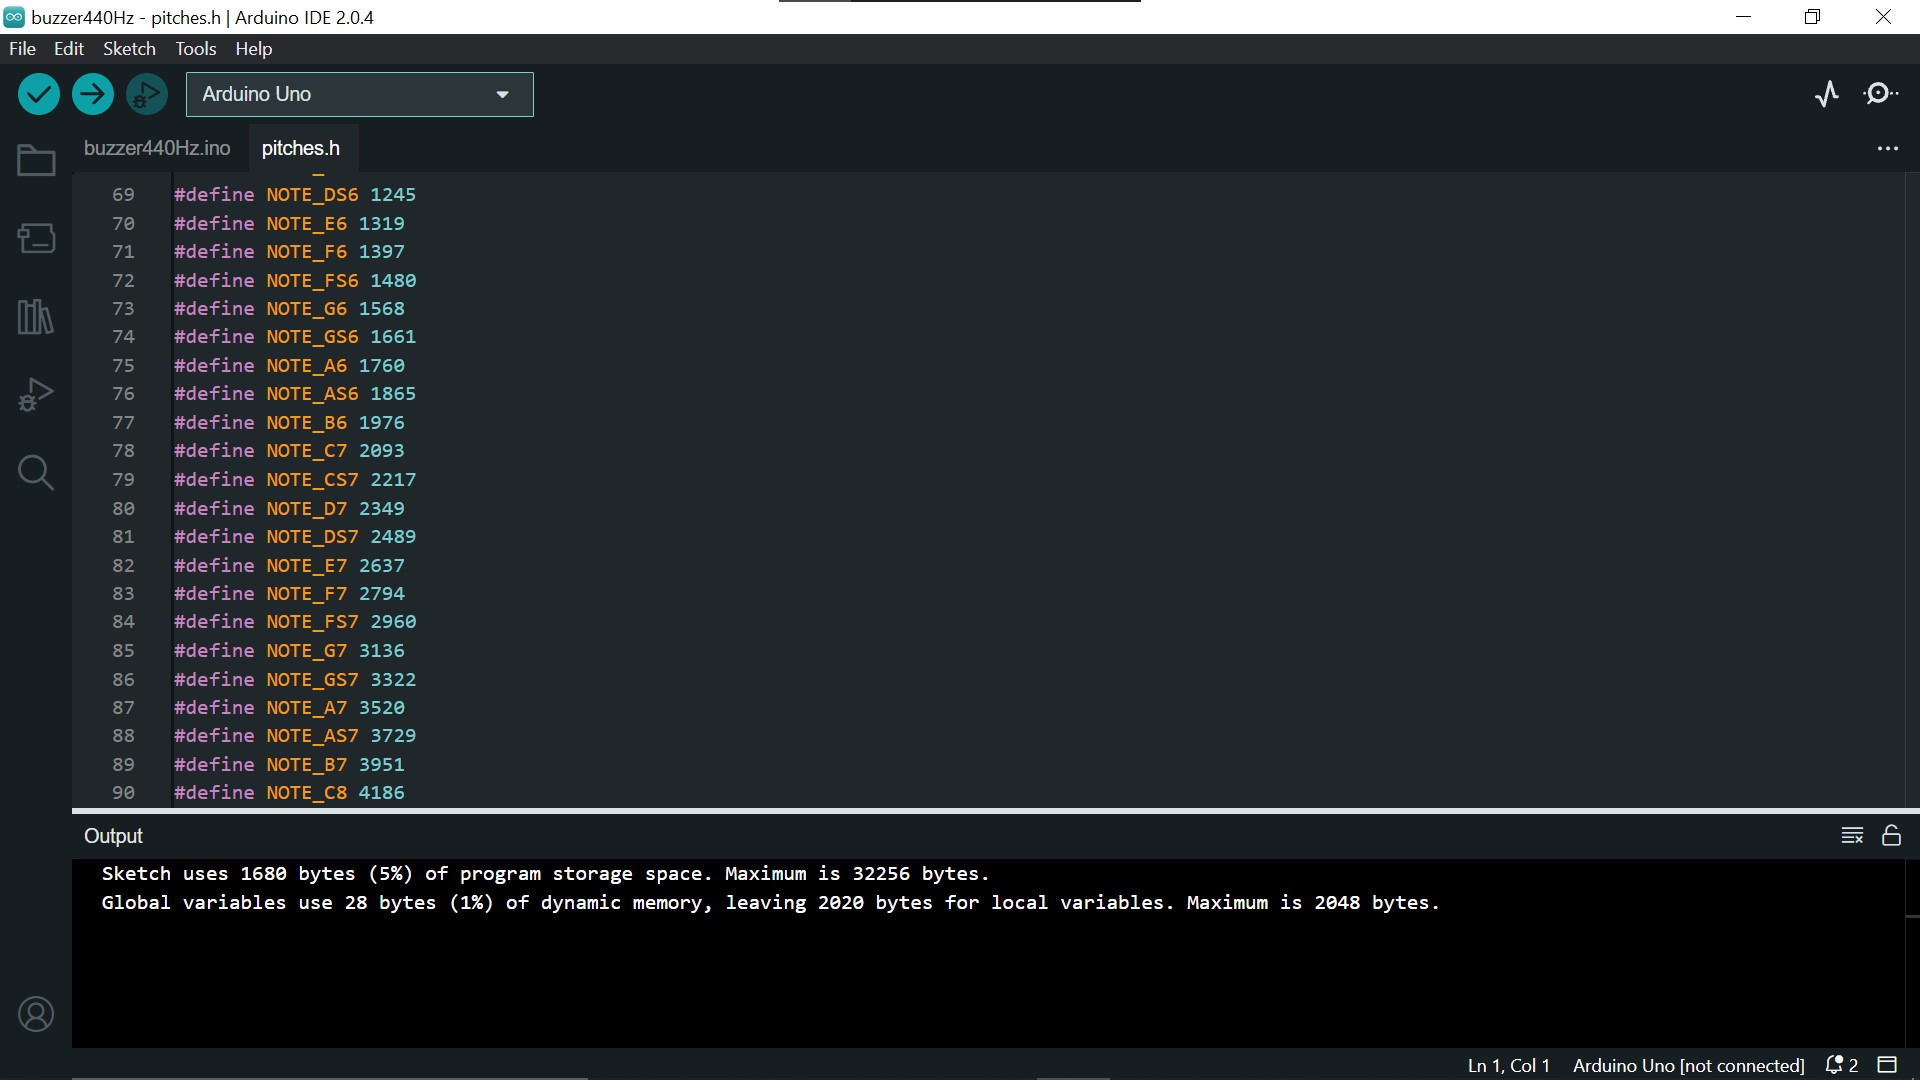 buzzer440Hz - pitches.h | Arduino IDE 2.0.4
File Edit Sketch Tools Help
Arduino Uno
buzzer440Hz.ino pitches.h
69 #define NOTE_DS6 1245
70 #define NOTE_E6 1319
71 #define NOTE_F6 1397
72 #define NOTE_FS6 1480
73 #define NOTE_G6 1568
74 #define NOTE_GS6 1661
75 #define NOTE_A6 1760
76 #define NOTE_AS6 1865
77 #define NOTE_B6 1976
78 #define NOTE_C7 2093
79 #define NOTE_CS7 2217
80 #define NOTE_D7 2349
81 #define NOTE_DS7 2489
82 #define NOTE_E7 2637
83 #define NOTE_F7 2794
84 #define NOTE_FS7 2960
85 #define NOTE_G7 3136
86 #define NOTE_GS7 3322
87 #define NOTE_A7 3520
88 #define NOTE_AS7 3729
89 #define NOTE_B7 3951
90 #define NOTE_C8 4186
Output
Sketch uses 1680 bytes (5%) of program storage space. Maximum is 32256 bytes.
Global variables use 28 bytes (1%) of dynamic memory, leaving 2020 bytes for local variables. Maximum is 2048 bytes.
Ln 1, Col 1 Arduino Uno [not connected] 2